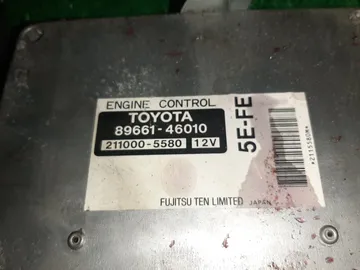 ENGINE CONTROL
TOYOTA
89661-46010
211000-5580 12V
5E-FE
FUJITSU TEN LIMITED JAPAN